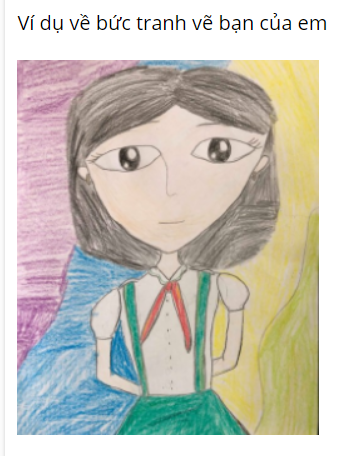 Ví dụ về bức tranh vẽ bạn của em